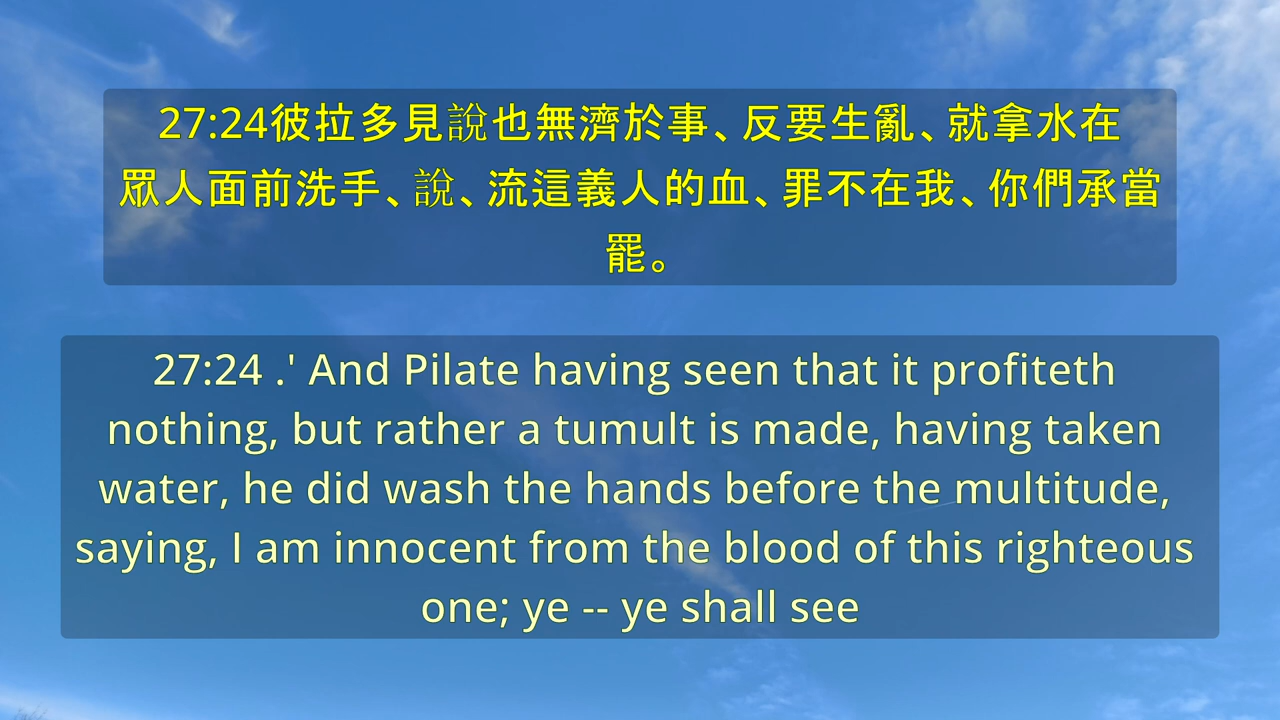 27:24彼拉多見說也無濟於事、反要生亂、就拿水在
眾人面前洗手、說、流這義人的血、罪不在我、你們承當
罷。
27:24 .' And Pilate having seen that it profiteth
nothing, but rather a tumult is made, having taken
water, he did wash the hands before the multitude,
saying, I am innocent from the blood of this righteous
one; ye -- ye shall see